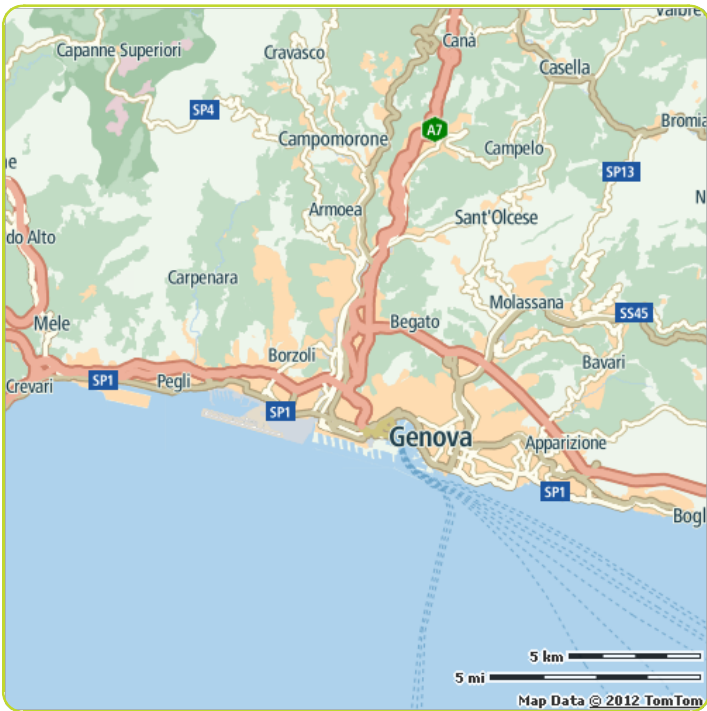 Valbre
Canà
Capanne Superiori
Cravasco
Casella
SP4
Bromia
A7
Campomorone
Campelo
SP13
Armoea
Sant'Olcese
do Alto
Carpenara
Molassana
SS45
Mele
Begato
Borzoli
Bavari
Crevari
SP1
Pegli
SP1
Genova
Apparizione
SP1
Bogl
5 km
5 mi
Map Data © 2012 TomTom